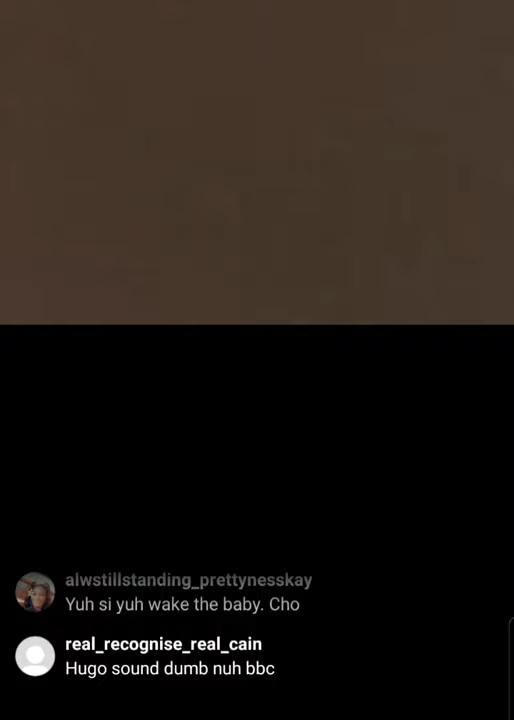 alwstillstanding_prettynesskay
Yuh si yuh wake the baby. Cho
real_recognise_real_cain
Hugo sound dumb nuh bbc